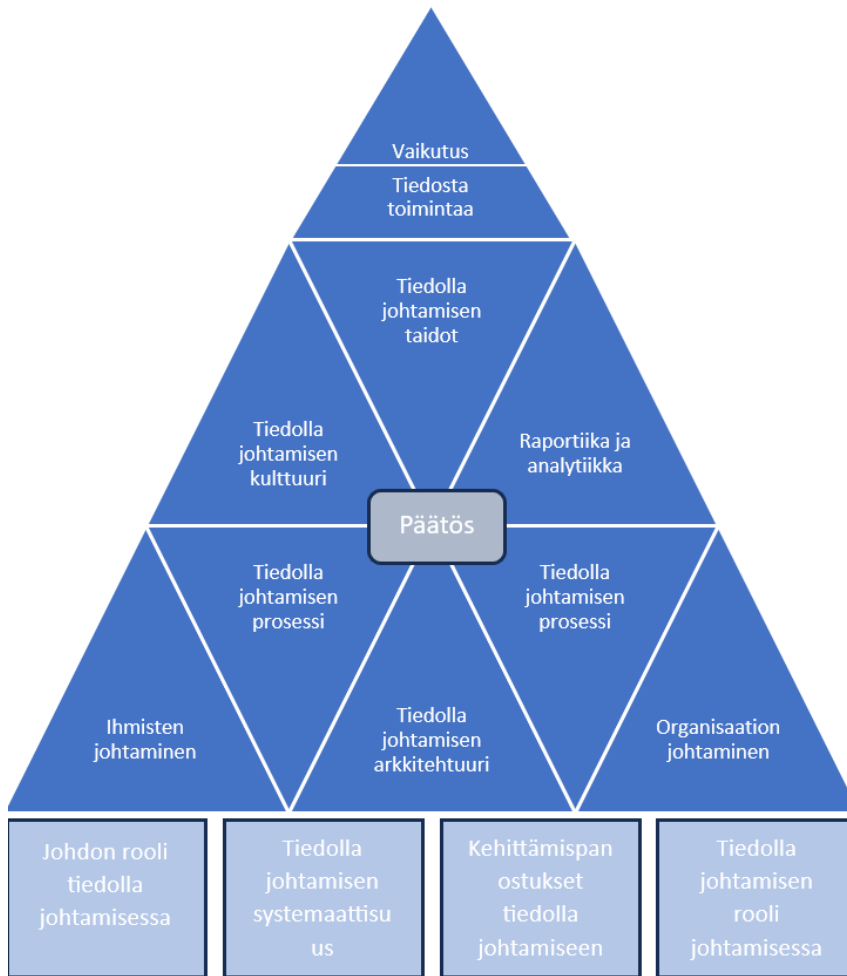 Vaikutus
Tiedosta
toimintaa
Tiedolla
johtamisen
taidot
Tiedolla
johtamisen
kulttuuri
Raportiika ja
analytiikka
Päätös
Tiedolla
johtamisen
prosessi
Tiedolla
johtamisen
prosessi
Ihmisten
johtaminen
Tiedolla
johtamisen
arkkitehtuuri
Organisaation
johtaminen
Johdon rooli
tiedolla
johtamisessa
Tiedolla
johtamisen
systemaattisu
us
Kehittämispan
ostukset
tiedolla
johtamiseen
Tiedolla
johtamisen
rooli
johtamisessa